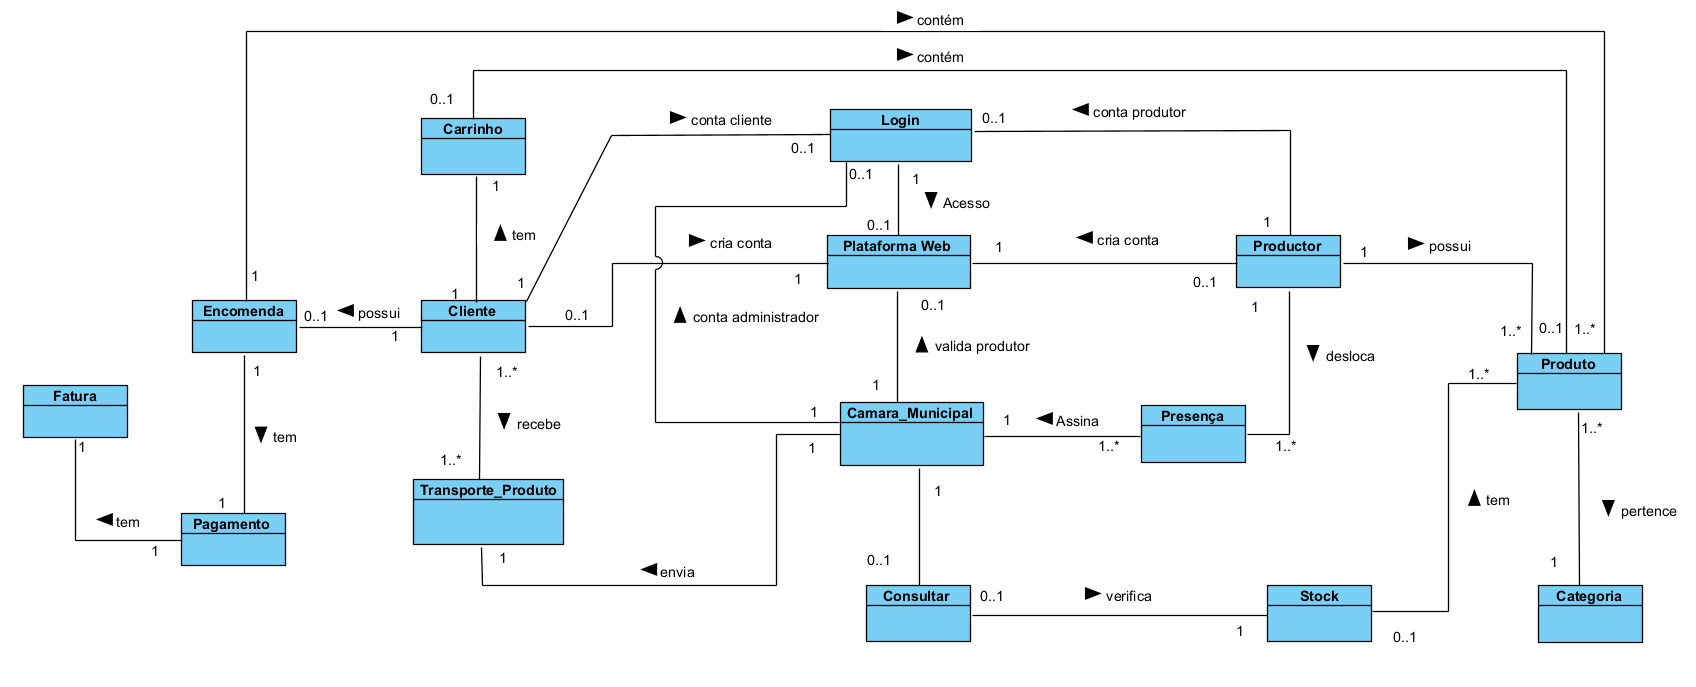 contém
contém
0..1
Carrinho
conta cliente
Login
0..1
conta produtor
0..1
0..1
1
1
Acesso
0..1
1
tem
cria conta
Plataforma Web
1
cria conta
Productor
1
possui
1
1
0..1
1
1
1
Encomenda
0..1
possui
Cliente
0..1
1
conta administrador
0..1
1
1..*
0..1
1..*
valida produtor
desloca
1
1..*
Produto
Fatura
1
1..*
1
tem
recebe
1..*
1
1
Camara_Municipal
1
Assina
1..*
Presença
1..*
1..*
1
1
Transporte_Produto
1
tem
pertence
1
Pagamento
tem
1
1
envia
0..1
1
Consultar
0..1
verifica
Stock
Categoria
1
0..1